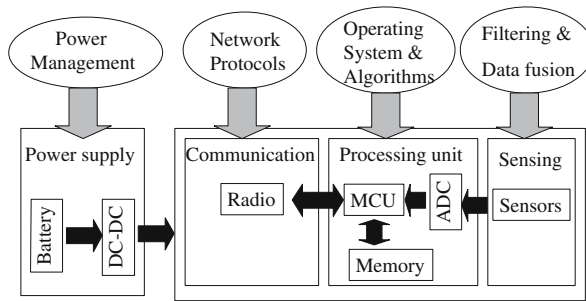 Power
Management
Network
Protocols
Operating
System &
Algorithms
Filtering &
Data fusion
Power supply
Communication
Processing unit
Sensing
Battery
DC-DC
Radio
MCU
ADC
Sensors
Memory